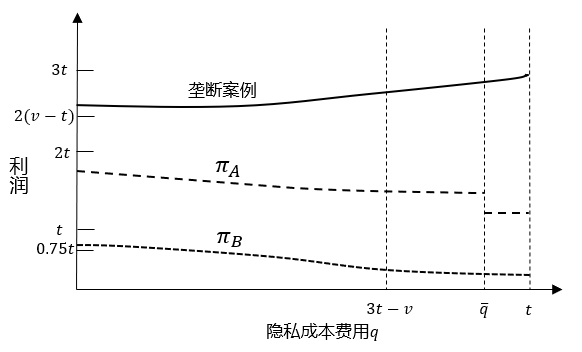 3t
垄断案例
2(v−t)
2t
利润
π_A
t
π_B
0.75t
3t−v
q̄
t
隐私成本费用q